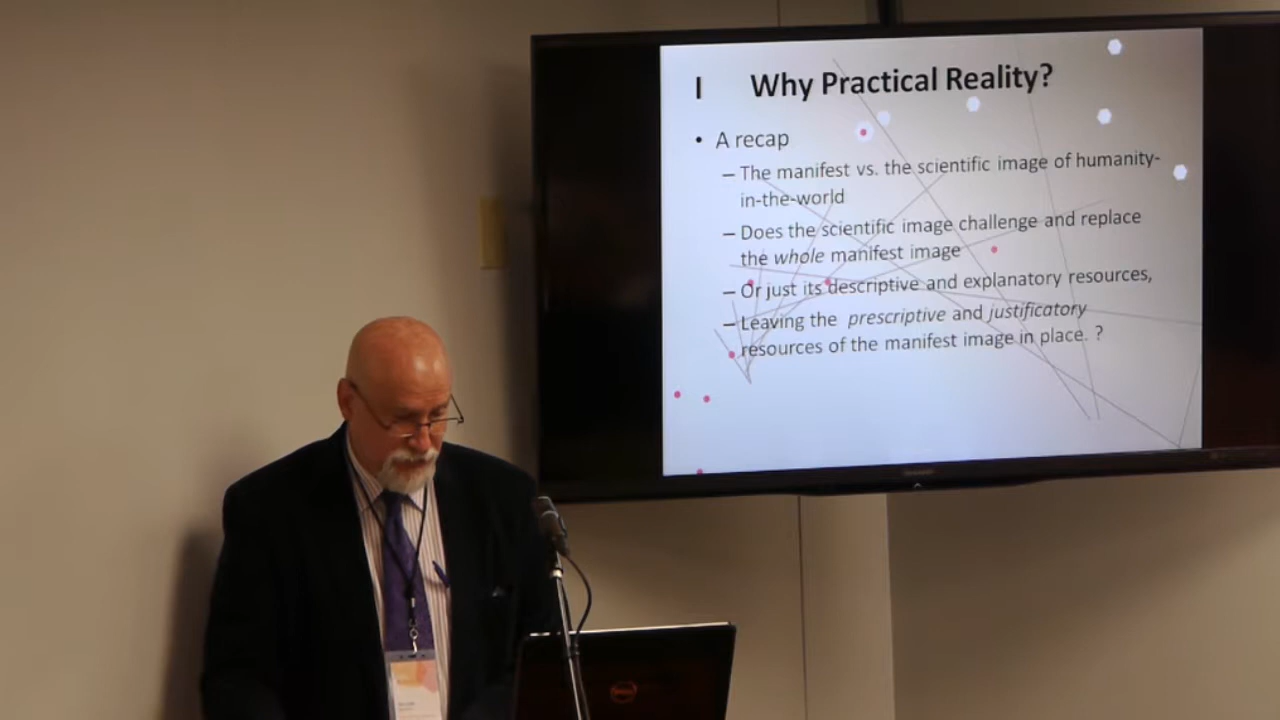 I Why Practical Reality?
• A recap
– The manifest vs. the scientific image of humanity-
in-the-world
– Does the scientific image challenge and replace
the whole manifest image
– Or just its descriptive and explanatory resources,
– Leaving the prescriptive and justificatory
resources of the manifest image in place. ?
DELL